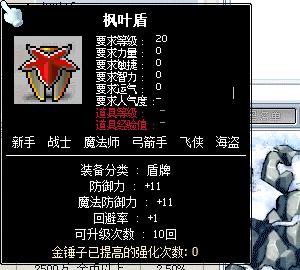 枫叶盾
要求等级： 20
要求力量： 0
要求敏捷： 0
要求智力： 0
要求运气： 0
要求人气度： -
道具等级： -
道具经验值： -
新手 战士 魔法师 弓箭手 飞侠 海盗
装备分类 : 盾牌
防御力 : +11
魔法防御力 : +11
回避率 : +1
可升级次数 : 10回
金锤子已提高的强化次数: 0